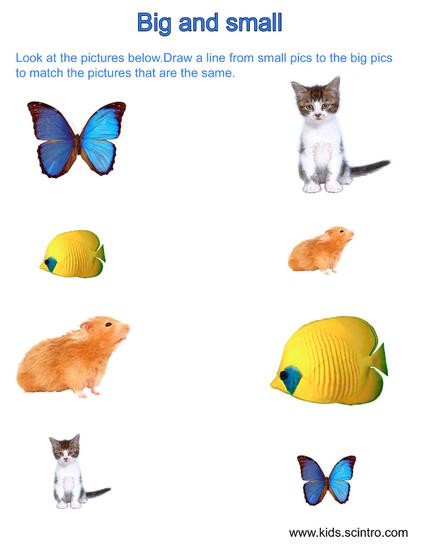 Big and small
Look at the pictures below.Draw a line from small pics to the big pics
to match the pictures that are the same.
www.kids.scintro.com